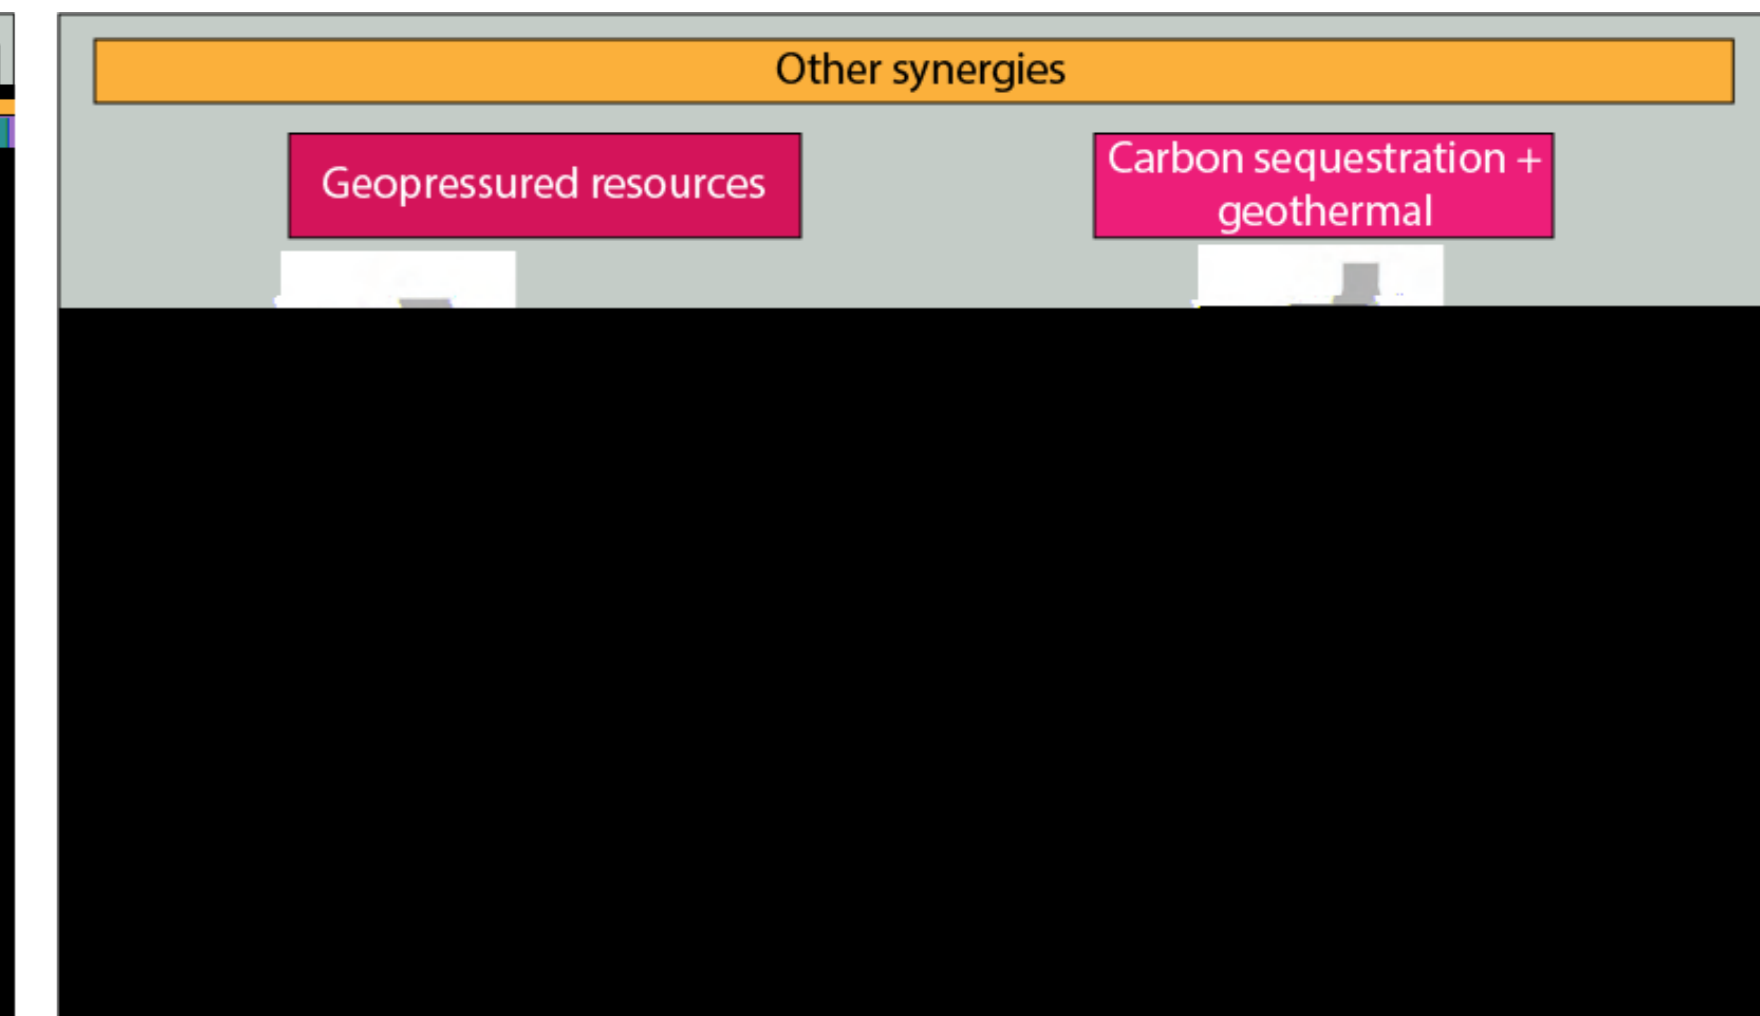 Other synergies
Geopressured resources
Carbon sequestration +
geothermal